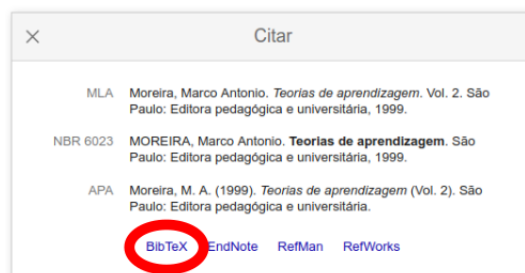 Citar
MLA Moreira, Marco Antonio. Teorias de aprendizagem. Vol. 2. São
Paulo: Editora pedagógica e universitária, 1999.
NBR 6023 MOREIRA, Marco Antonio. Teorias de aprendizagem. São
Paulo: Editora pedagógica e universitária, 1999.
APA Moreira, M. A. (1999). Teorias de aprendizagem (Vol. 2). São
Paulo: Editora pedagógica e universitária.
BibTeX EndNote RefMan RefWorks